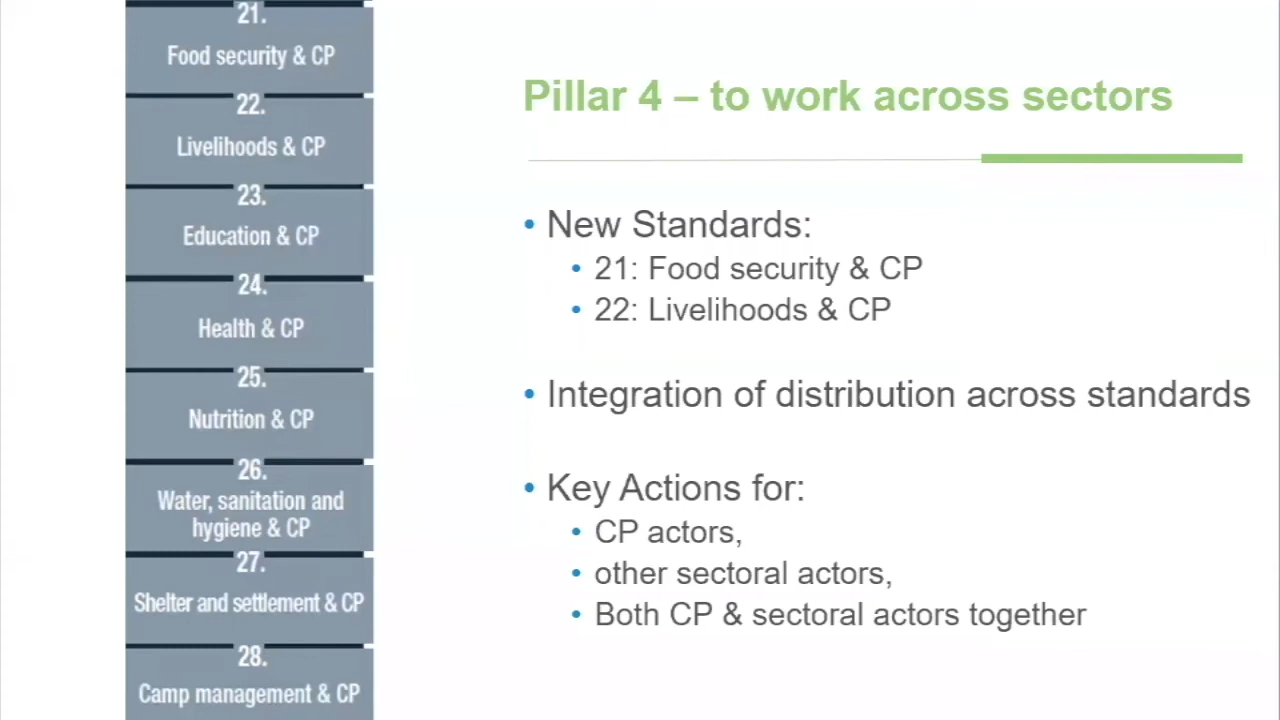 21.
Food security & CP
22.
Livelihoods & CP
23.
Education & CP
24.
Health & CP
25.
Nutrition & CP
26.
Water, sanitation and
hygiene & CP
27.
Shelter and settlement & CP
28.
Camp management & CP
Pillar 4 – to work across sectors
• New Standards:
• 21: Food security & CP
• 22: Livelihoods & CP
• Integration of distribution across standards
• Key Actions for:
• CP actors,
• other sectoral actors,
• Both CP & sectoral actors together